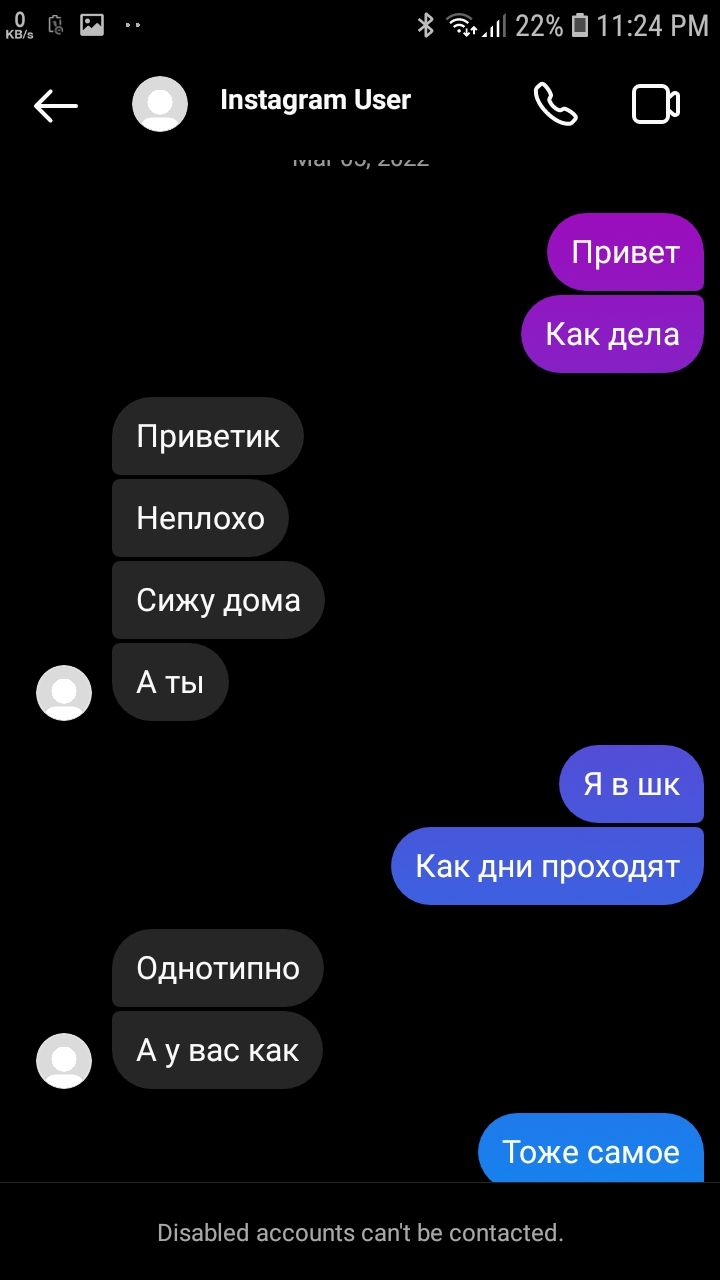 0
KB/s
22%
11:24 PM
Instagram User
Mar 05, 2022
Привет
Как дела
Приветик
Неплохо
Сижу дома
А ты
Я в шк
Как дни проходят
Однотипно
А у вас как
Тоже самое
Disabled accounts can't be contacted.